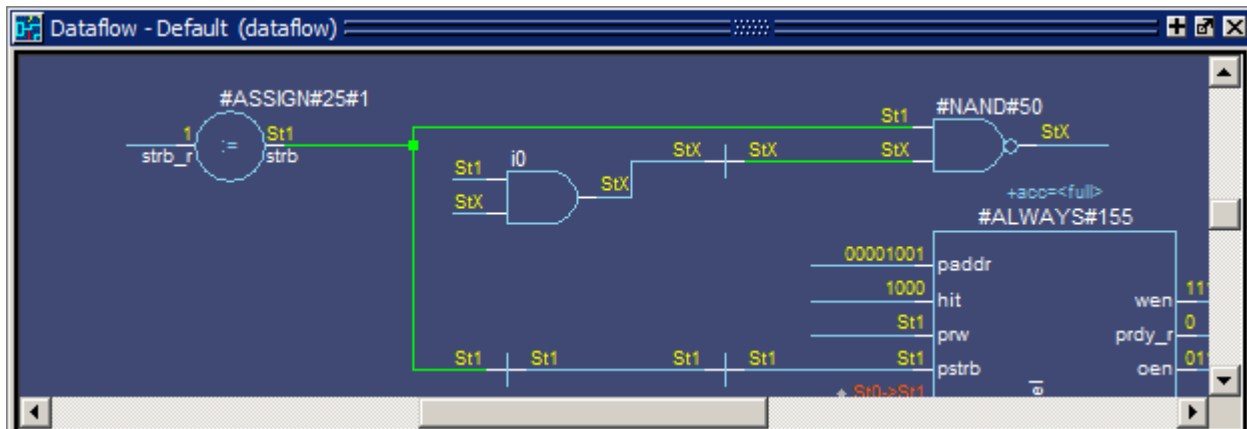 Dataflow - Default (dataflow)
#ASSIGN#25#1
1
strb_r
:=
St1
strb
St1
#NAND#50
StX
StX
StX
StX
St1
i0
StX
StX
+acc=<full>
#ALWAYS#155
00001001
paddr
1000
hit
wen
111
St1
prw
prdy_r
0
St1
St1
St1
St1
St1
pstrb
oen
011
St0->St1